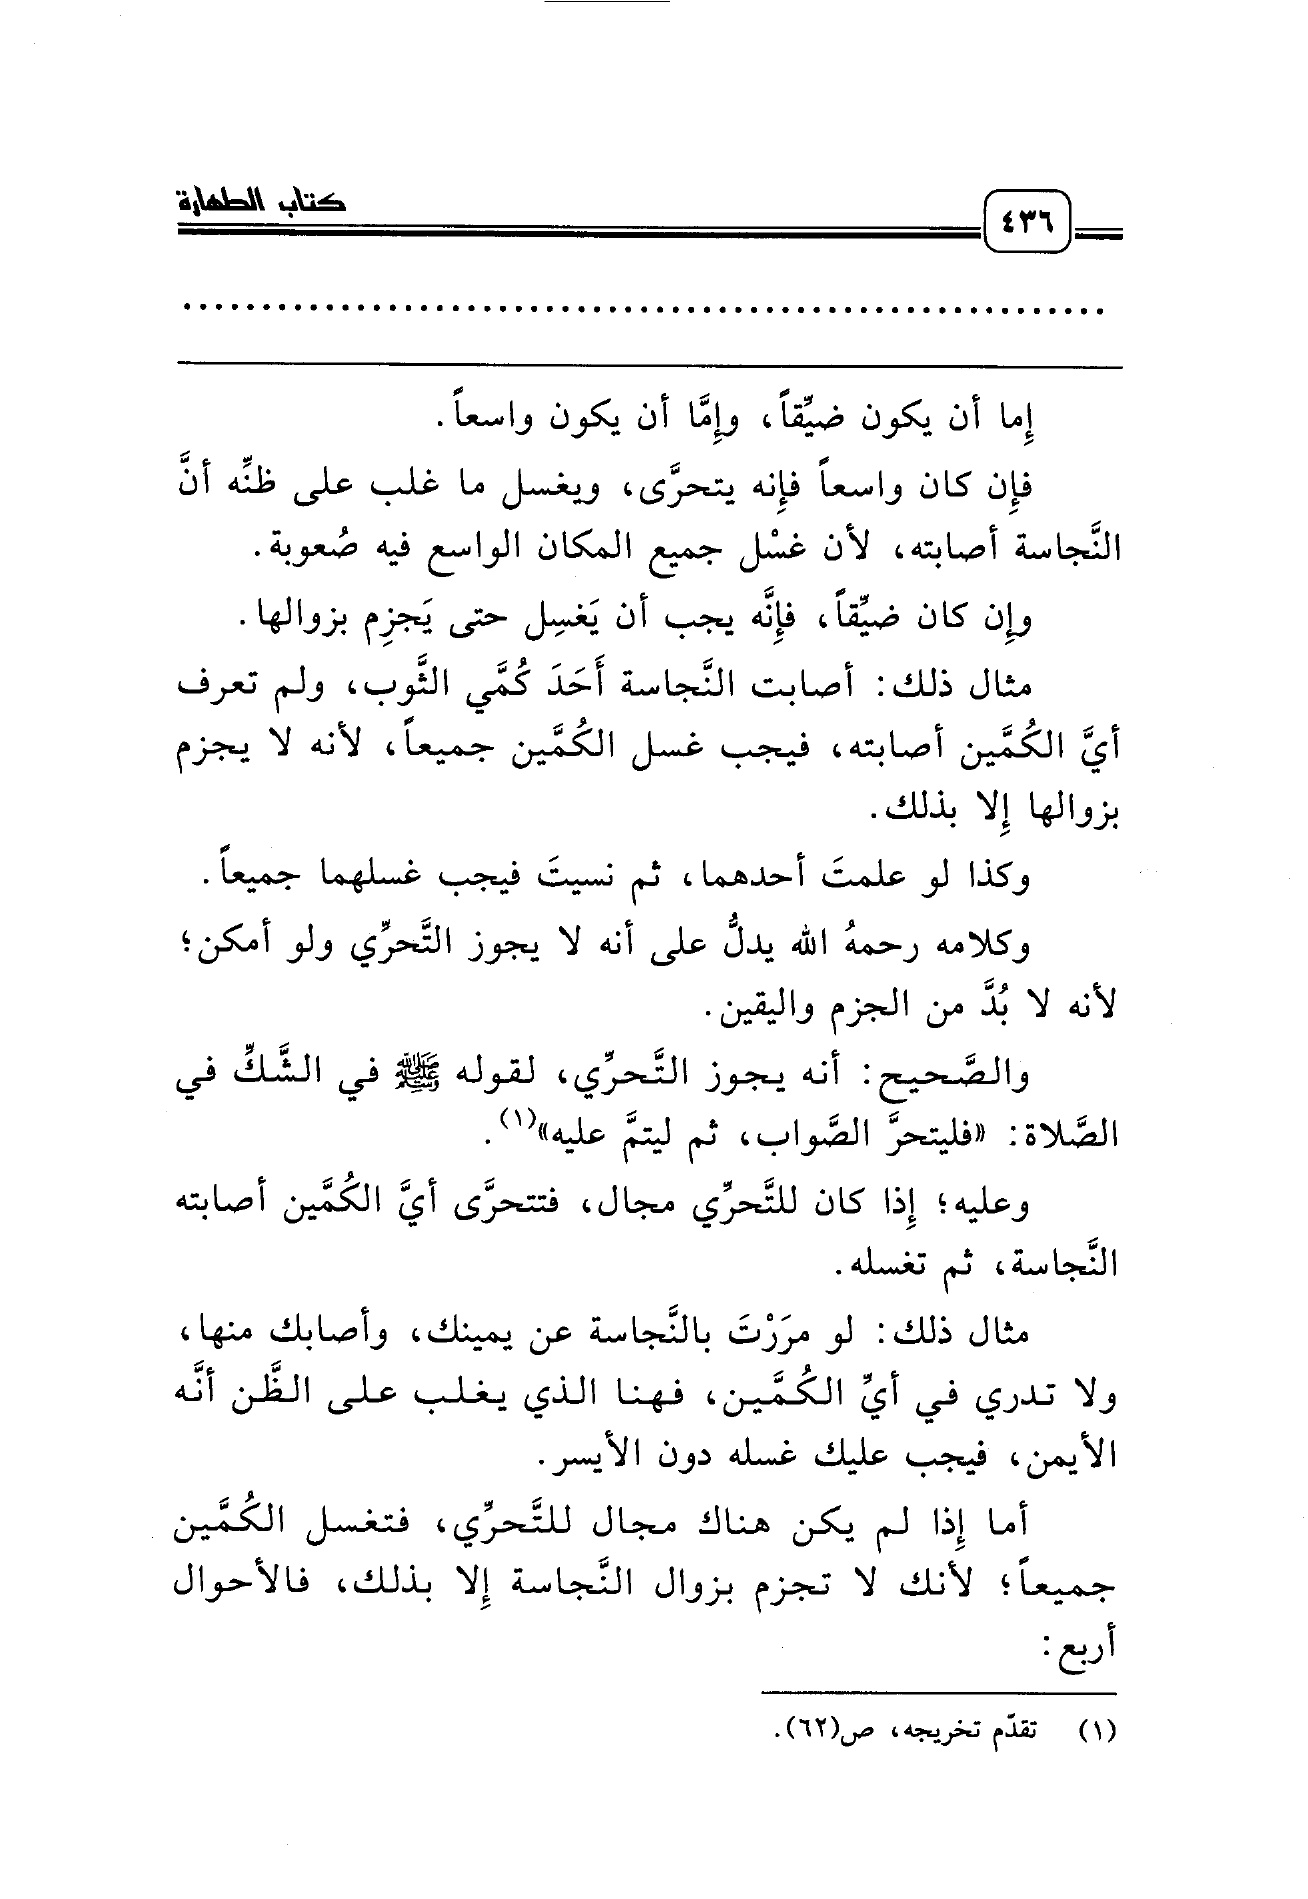 كتاب الطهارة
٤٣٦
إما أن يكون ضيِّقاً، وإمَّا أن يكون واسعاً.
فإن كان واسعاً فإنه يتحرَّى، ويغسل ما غلب على ظنِّه أنَّ
النَّجاسة أصابته، لأن غسْل جميع المكان الواسع فيه صُعوبة.
وإن كان ضيِّقاً، فإنَّه يجب أن يَغسِل حتى يَجزِم بزوالها.
مثال ذلك: أصابت النَّجاسة أَحَدَ كُمَّي الثَّوب، ولم تعرف
أيَّ الكُمَّين أصابته، فيجب غسل الكُمَّين جميعاً، لأنه لا يجزم
بزوالها إلا بذلك.
وكذا لو علمتَ أحدهما، ثم نسيتَ فيجب غسلهما جميعاً.
وكلامه رحمهُ الله يدلُّ على أنه لا يجوز التَّحرِّي ولو أمكن؛
لأنه لا بُدَّ من الجزم واليقين.
والصَّحيح: أنه يجوز التَّحرِّي، لقوله ﷺ في الشَّكِّ في
الصَّلاة: «فليتحرَّ الصَّواب، ثم ليتمَّ عليه»(١).
وعليه؛ إذا كان للتَّحرِّي مجال، فتتحرَّى أيَّ الكُمَّين أصابته
النَّجاسة، ثم تغسله.
مثال ذلك: لو مرَرْتَ بالنَّجاسة عن يمينك، وأصابك منها،
ولا تدري في أيِّ الكُمَّين، فهنا الذي يغلب على الظَّن أنَّه
الأيمن، فيجب عليك غسله دون الأيسر.
أما إذا لم يكن هناك مجال للتَّحرِّي، فتغسل الكُمَّين
جميعاً؛ لأنك لا تجزم بزوال النَّجاسة إلا بذلك، فالأحوال
أربع:
(١) تقدّم تخريجه، ص(٦٢).